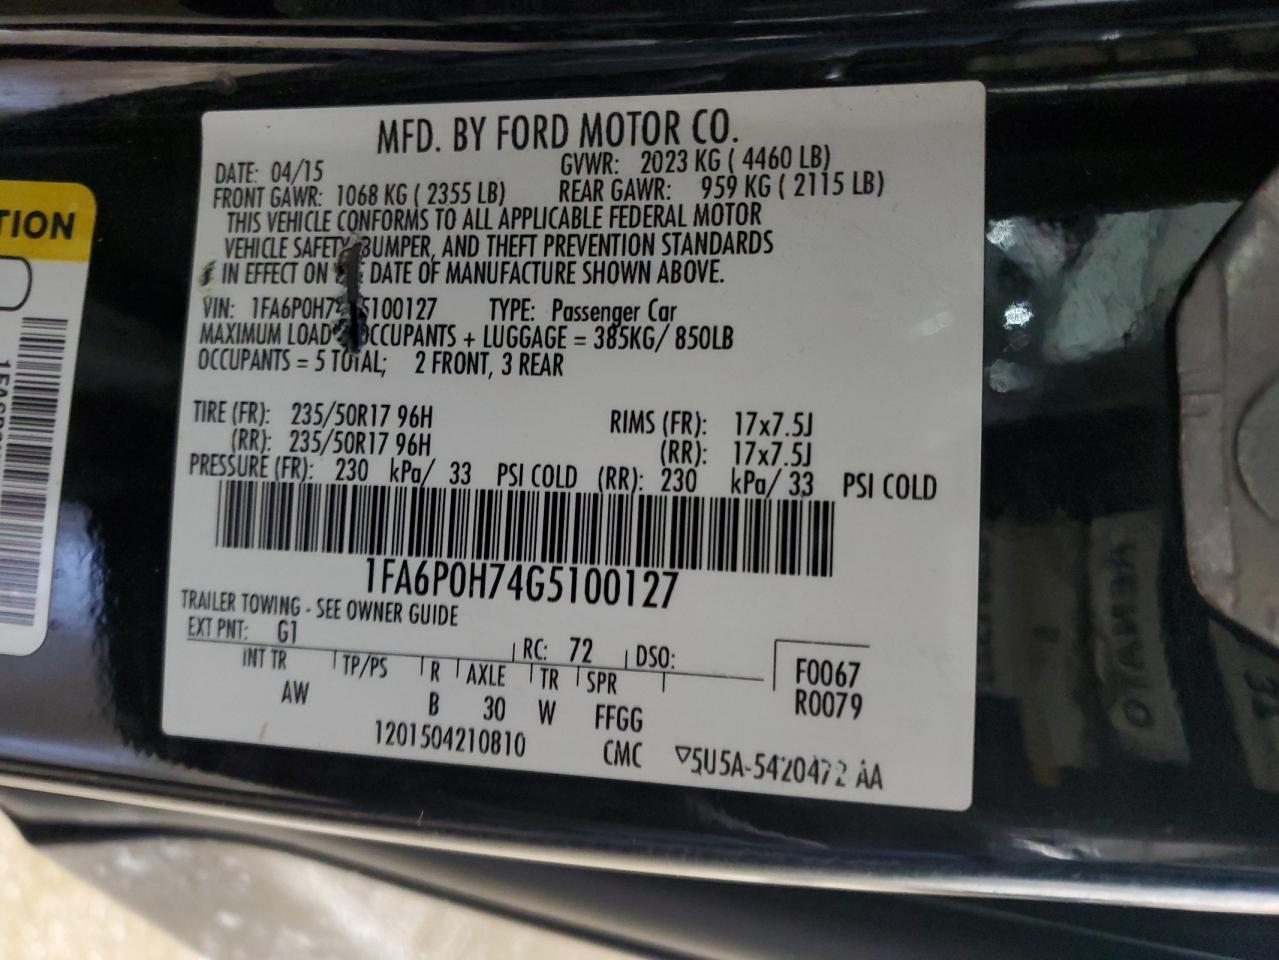 MFD. BY FORD MOTOR CO.
DATE: 04/15 GVWR: 2023 KG ( 4460 LB)
FRONT GAWR: 1068 KG ( 2355 LB) REAR GAWR: 959 KG ( 2115 LB)
THIS VEHICLE CONFORMS TO ALL APPLICABLE FEDERAL MOTOR
VEHICLE SAFETY, BUMPER, AND THEFT PREVENTION STANDARDS
IN EFFECT ON DATE OF MANUFACTURE SHOWN ABOVE.
VIN: TYPE: Passenger Car
MAXIMUM LOAD OCCUPANTS + LUGGAGE = 385KG/ 850LB
OCCUPANTS = 5 TOTAL; 2 FRONT, 3 REAR
TIRE (FR): 235/50R17 96H RIMS (FR): 17x7.5J
(RR): 235/50R17 96H (RR): 17x7.5J
PRESSURE (FR): 230 kPa/ 33 PSI COLD (RR): 230 kPa/ 33 PSI COLD
1FA6P0H74G5100127
TRAILER TOWING - SEE OWNER GUIDE
EXT PNT: G1 RC: 72 DSO:
INT TR TP/PS R AXLE TR SPR F0067
AW B 30 W FFGG R0079
1201504210810 CMC 5U5A-5420472 AA
TION